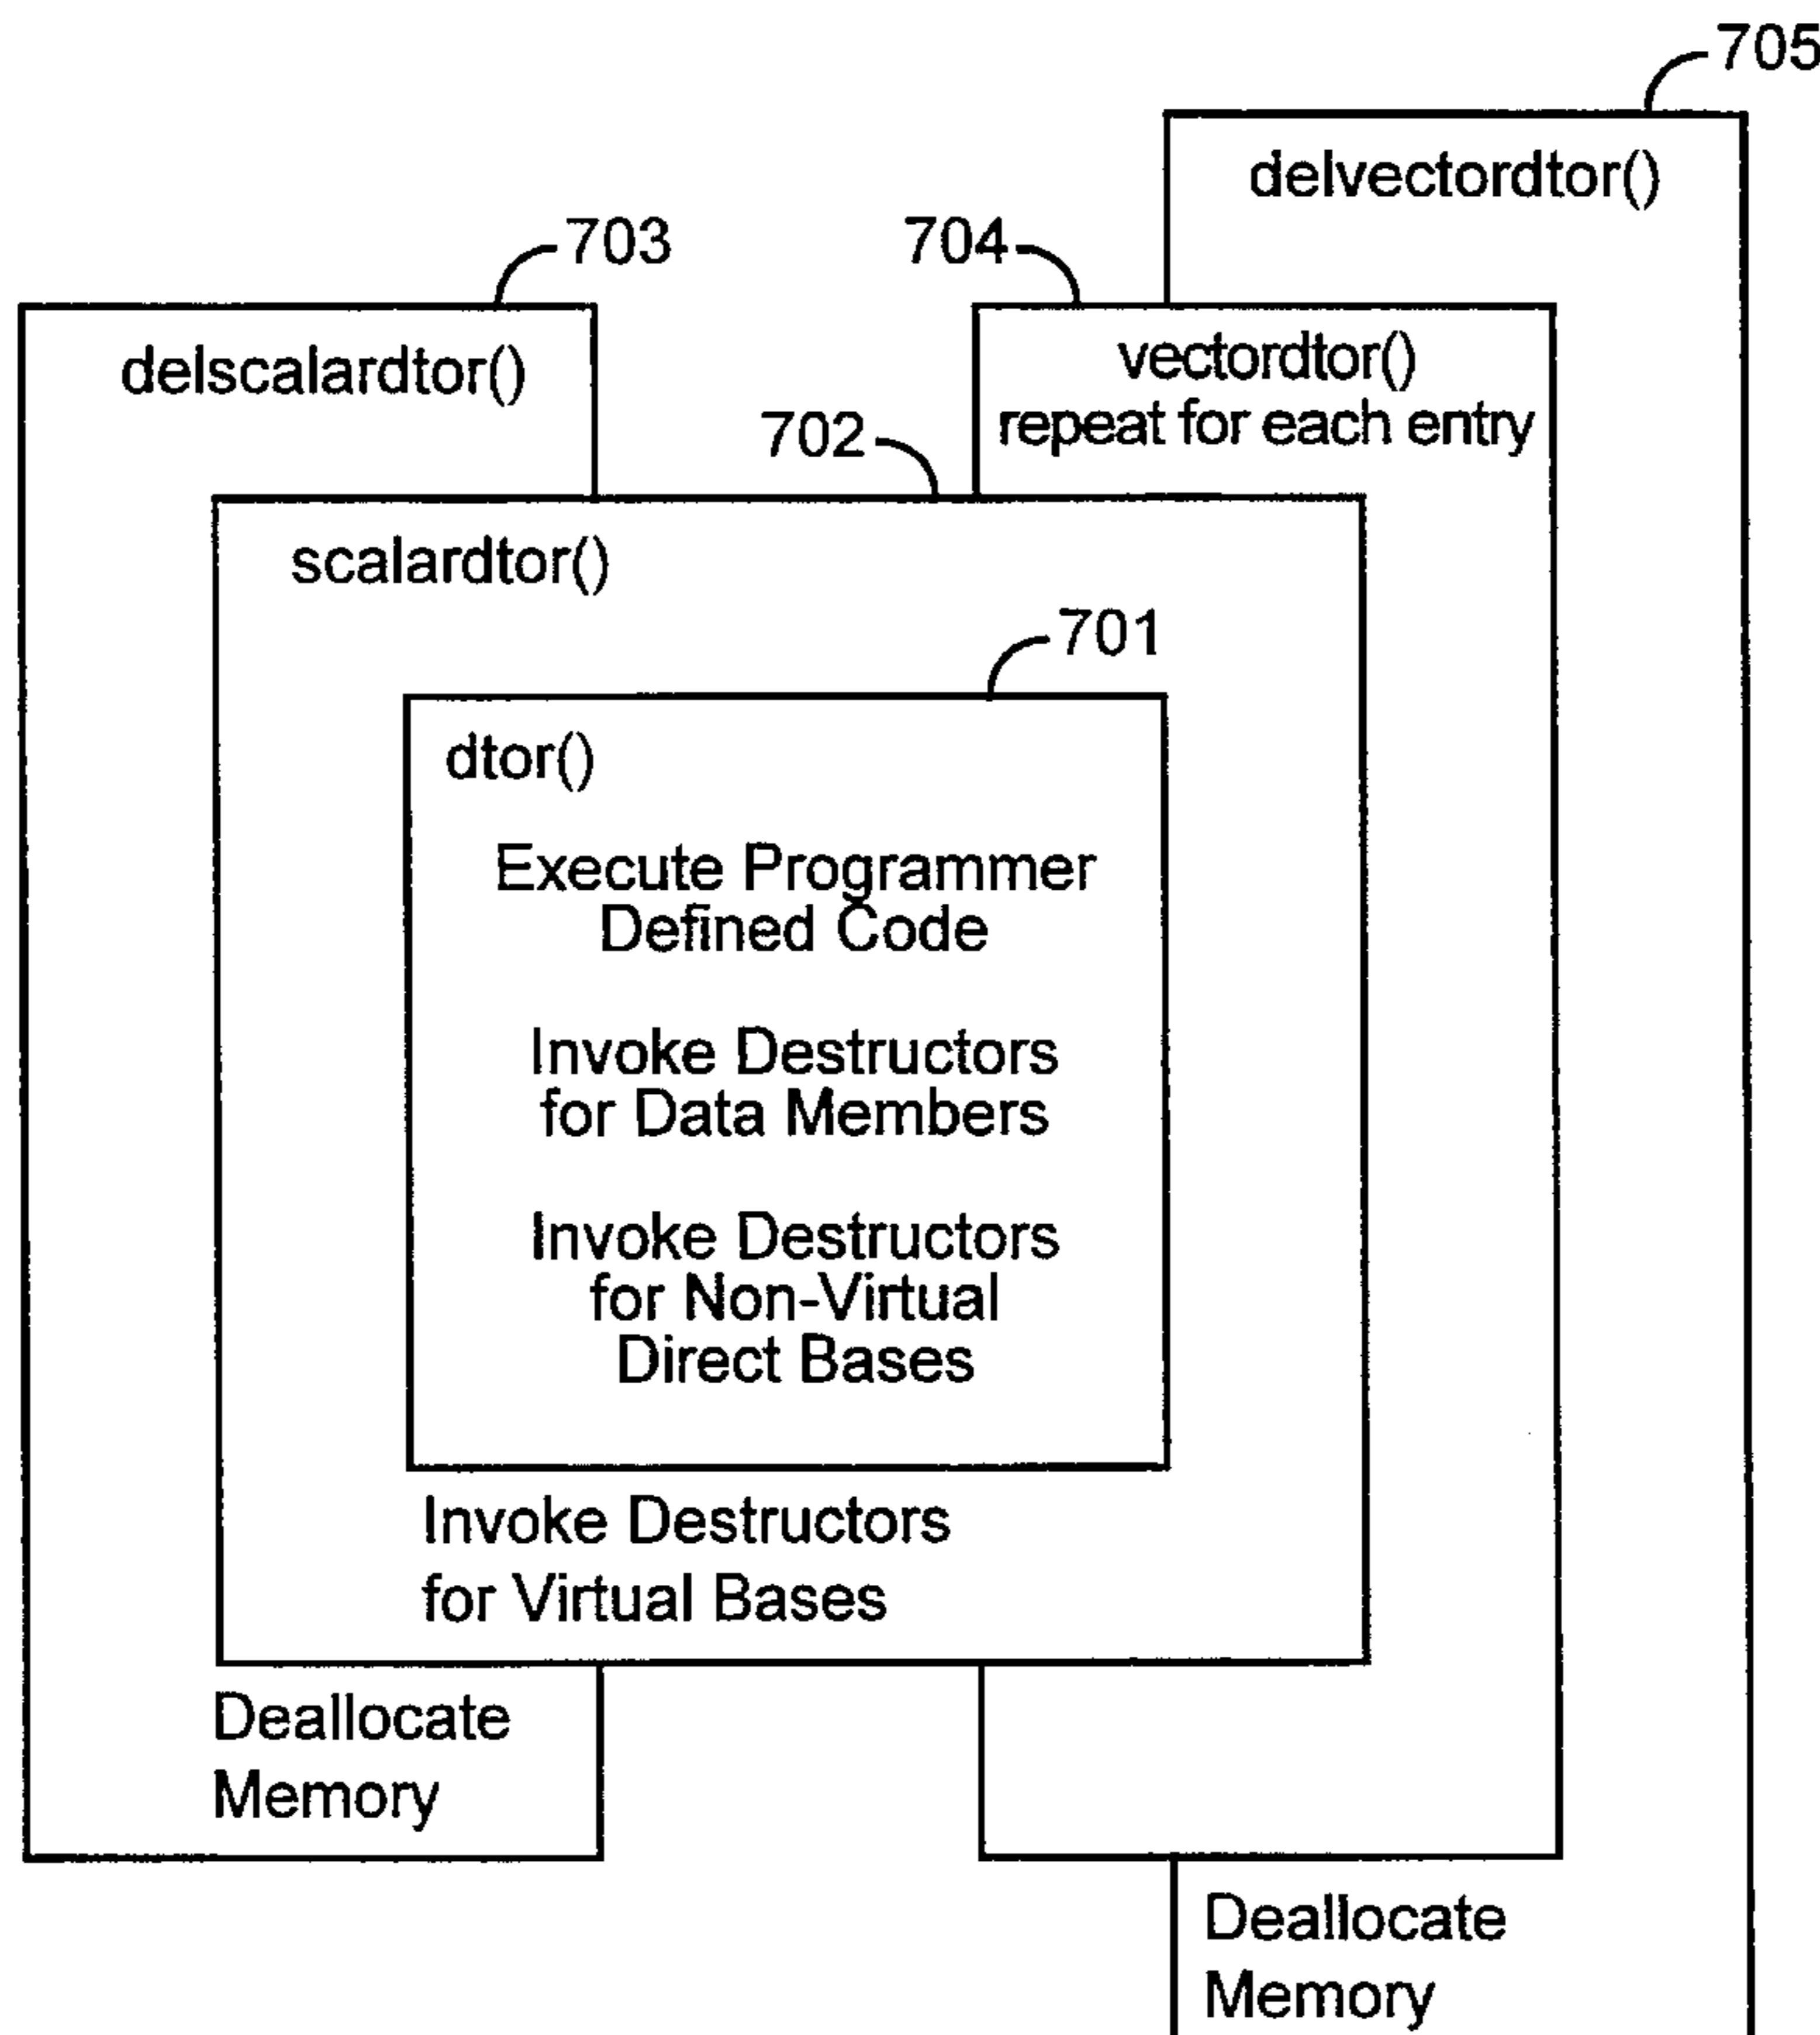 705
delvectordtor()
703
704
delscalardtor()
vectordtor()
repeat for each entry
702
scalardtor()
701
dtor()
Execute Programmer
Defined Code
Invoke Destructors
for Data Members
Invoke Destructors
for Non-Virtual
Direct Bases
Invoke Destructors
for Virtual Bases
Deallocate
Memory
Deallocate
Memory